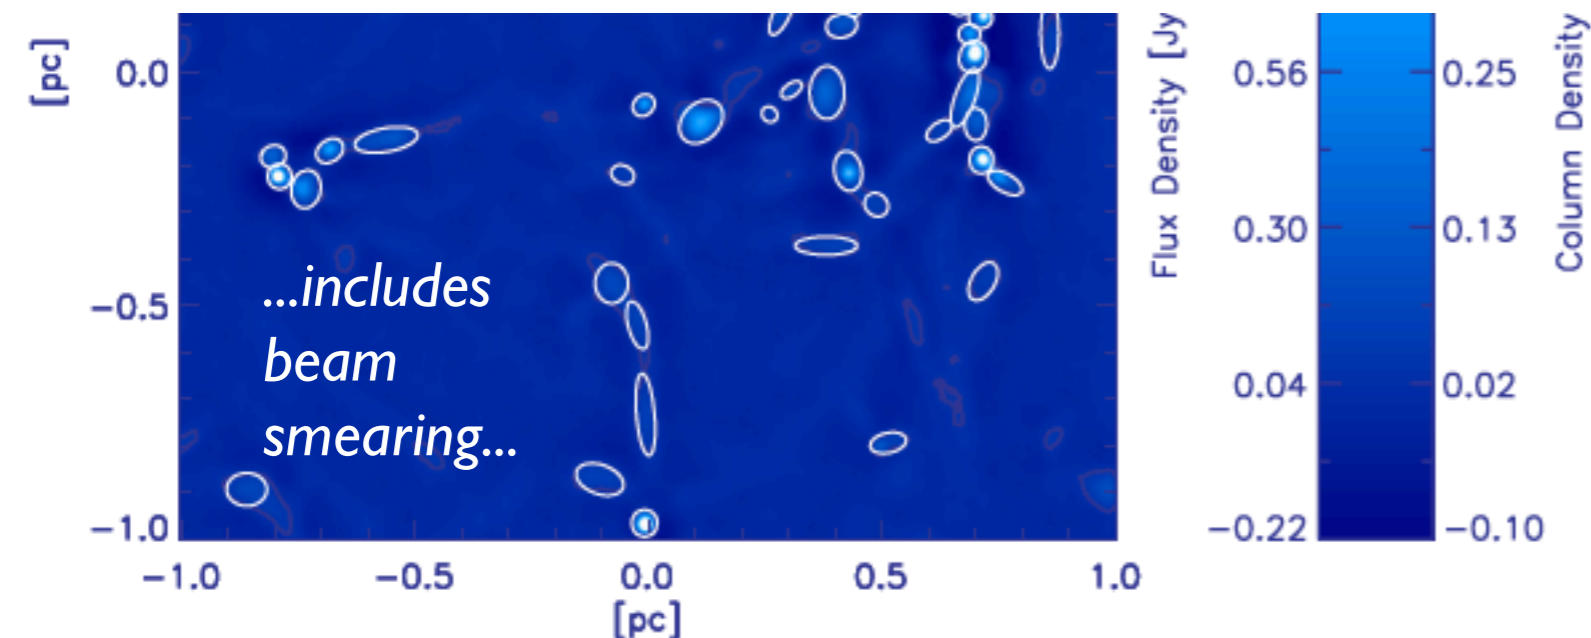 [pc]
0.0
−0.5
−1.0
...includes
beam
smearing...
−1.0 −0.5 0.0 0.5 1.0
[pc]
Flux Density [Jy
0.56
0.30
0.04
−0.22
0.25
0.13
0.02
−0.10
Column Density